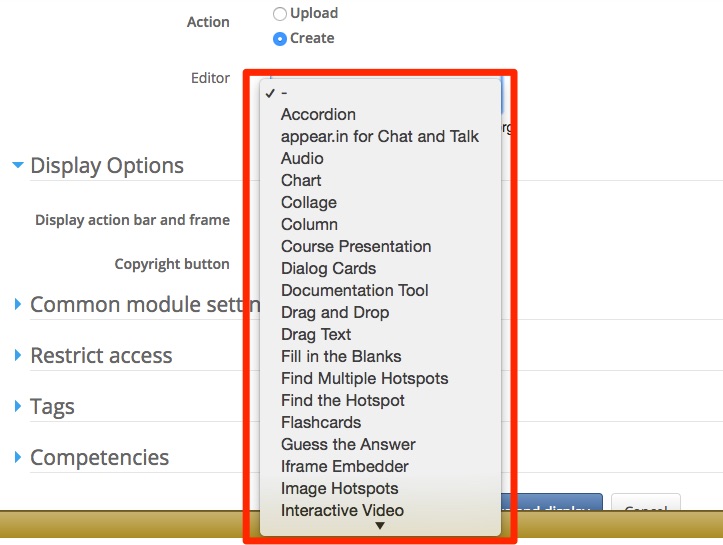 Action
Upload
Create
Editor
-
Accordion
appear.in for Chat and Talk
Audio
Chart
Collage
Column
Course Presentation
Dialog Cards
Documentation Tool
Drag and Drop
Drag Text
Fill in the Blanks
Find Multiple Hotspots
Find the Hotspot
Flashcards
Guess the Answer
Iframe Embedder
Image Hotspots
Interactive Video
Display Options
Display action bar and frame
Copyright button
Common module settin
Restrict access
Tags
Competencies
display
Cancel